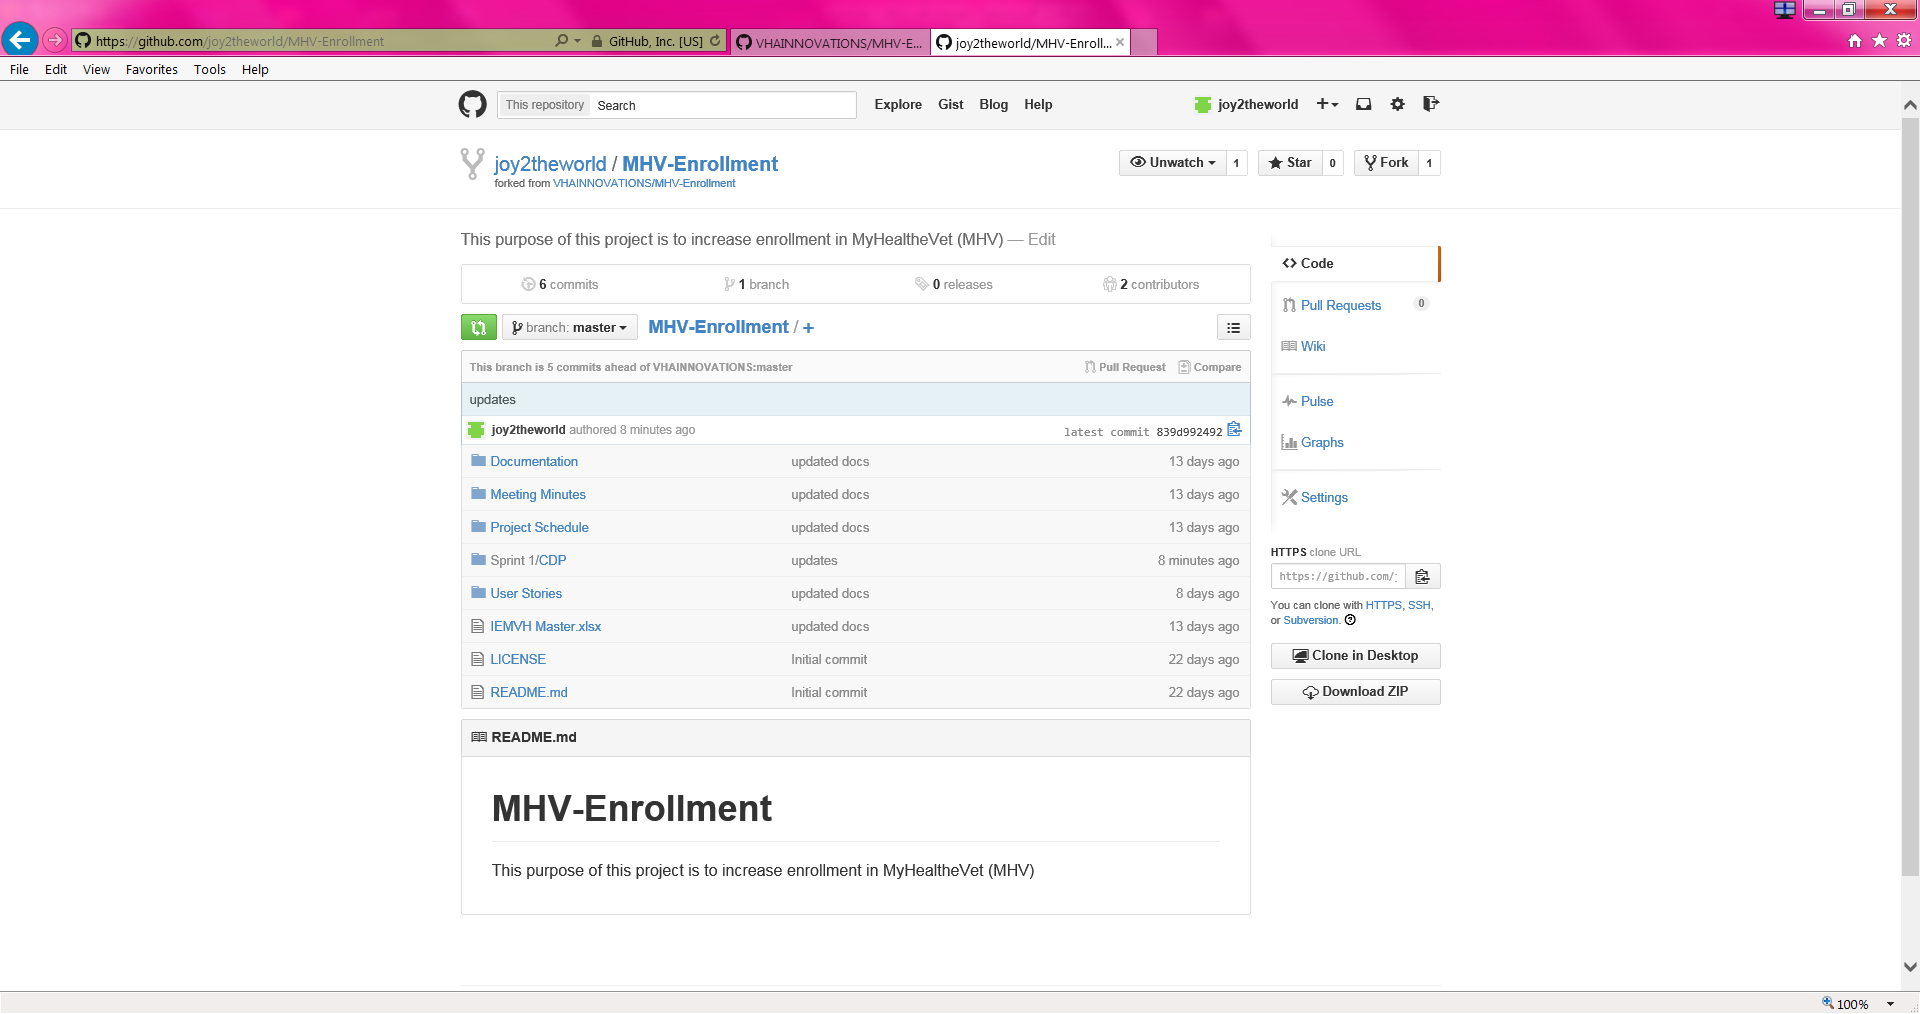 https://github.com/joy2theworld/MHV-Enrollment
GitHub, Inc. [US]
VHAINNOVATIONS/MHV-E...
joy2theworld/MHV-Enroll...
File Edit View Favorites Tools Help
This repository Search
Explore Gist Blog Help
joy2theworld
joy2theworld / MHV-Enrollment
forked from VHAINNOVATIONS/MHV-Enrollment
Unwatch 1
Star 0
Fork 1
This purpose of this project is to increase enrollment in MyHealtheVet (MHV) — Edit
6 commits
1 branch
0 releases
2 contributors
branch: master
MHV-Enrollment / +
This branch is 5 commits ahead of VHAINNOVATIONS:master
Pull Request Compare
updates
joy2theworld authored 8 minutes ago
latest commit 839d992492
Documentation updated docs 13 days ago
Meeting Minutes updated docs 13 days ago
Project Schedule updated docs 13 days ago
Sprint 1/CDP updates 8 minutes ago
User Stories updated docs 8 days ago
IEMVH Master.xlsx updated docs 13 days ago
LICENSE Initial commit 22 days ago
README.md Initial commit 22 days ago
README.md
MHV-Enrollment
This purpose of this project is to increase enrollment in MyHealtheVet (MHV)
Code
Pull Requests 0
Wiki
Pulse
Graphs
Settings
HTTPS clone URL
https://github.com/
You can clone with HTTPS, SSH,
or Subversion.
Clone in Desktop
Download ZIP
100%